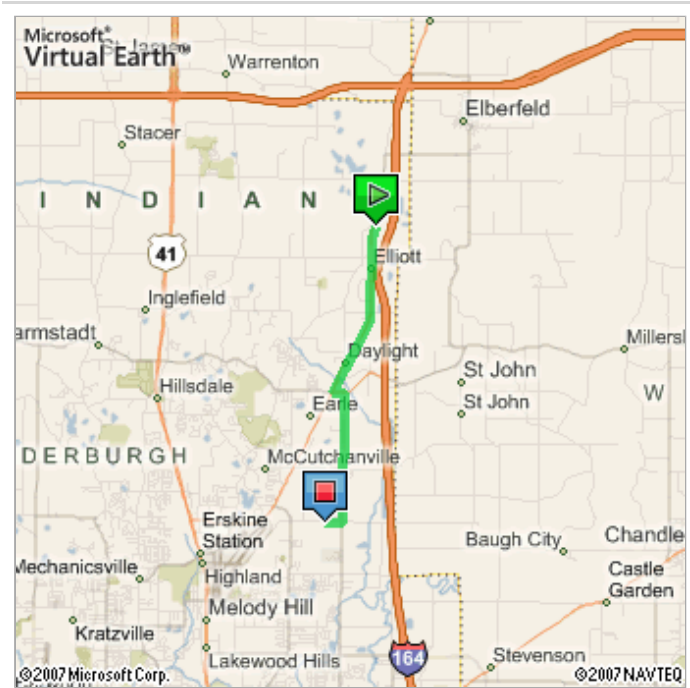 Microsoft®
Virtual Earth™
Warrenton
Elberfeld
Stacer
I N D I A N
41
Elliott
Inglefield
armstadt
Daylight
Millersl
St John
Hillsdale
W
St John
Earle
DERBURGH
McCutchanville
Erskine
Station
Baugh City
Chandle
Mechanicsville
Castle
Garden
Highland
Melody Hill
Kratzville
Lakewood Hills
164
Stevenson
©2007 Microsoft Corp.
©2007 NAVTEQ